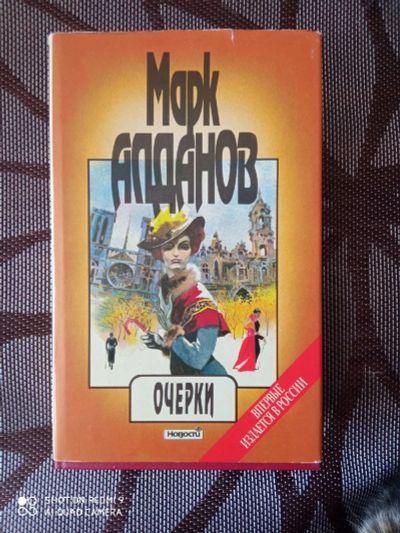 Марк
АЛДАНОВ
ОЧЕРКИ
ВПЕРВЫЕ
ИЗДАЕТСЯ В РОССИИ
Новости
SHOT ON REDMI 9
AI QUAD CAMERA